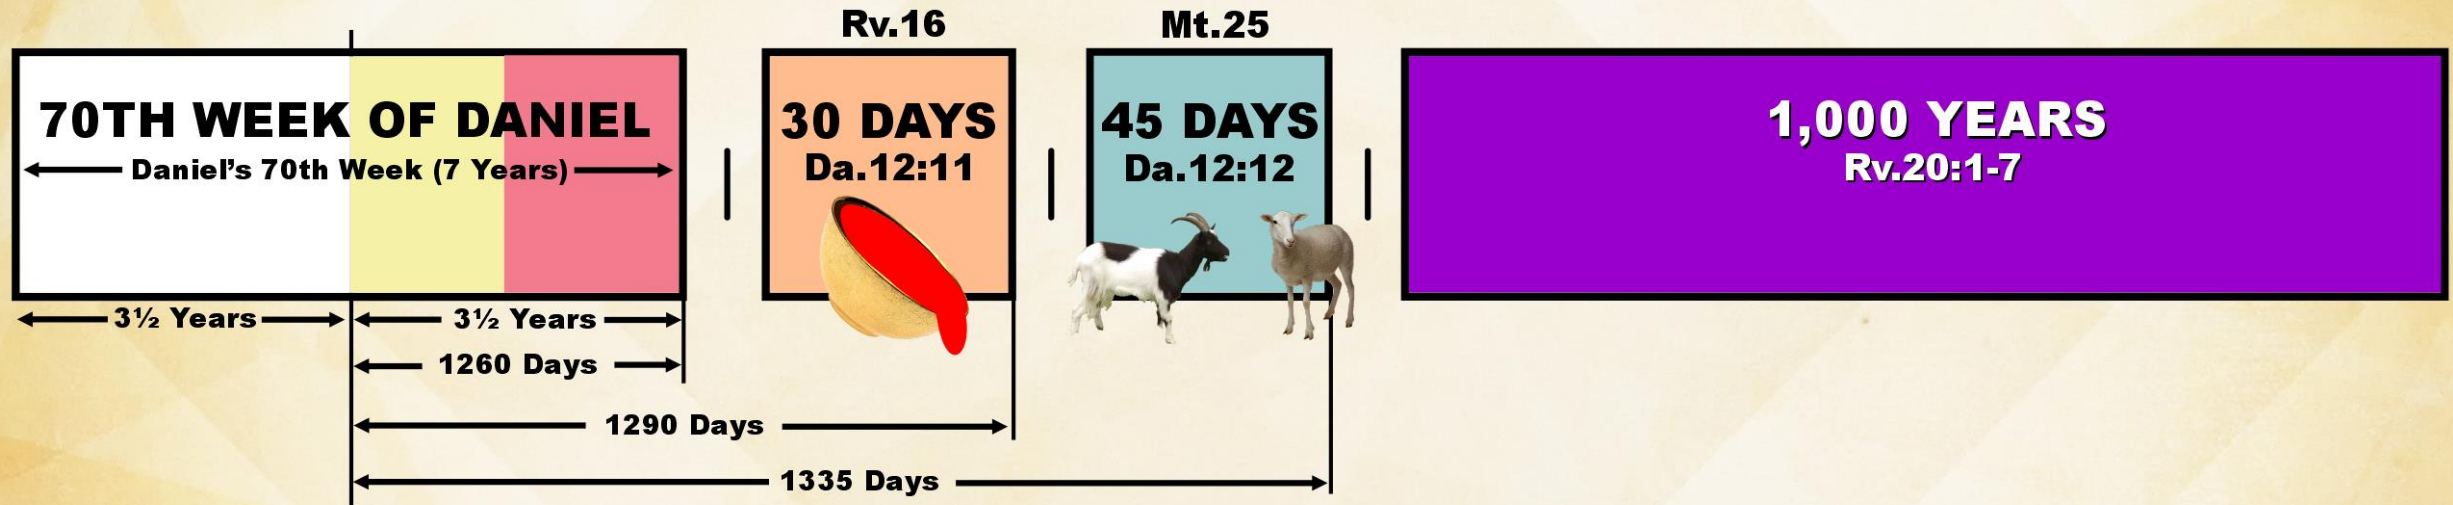 Rv.16
Mt.25
70TH WEEK OF DANIEL
Daniel's 70th Week (7 Years)
30 DAYS
Da.12:11
45 DAYS
Da.12:12
1,000 YEARS
Rv.20:1-7
3½ Years
3½ Years
1260 Days
1290 Days
1335 Days